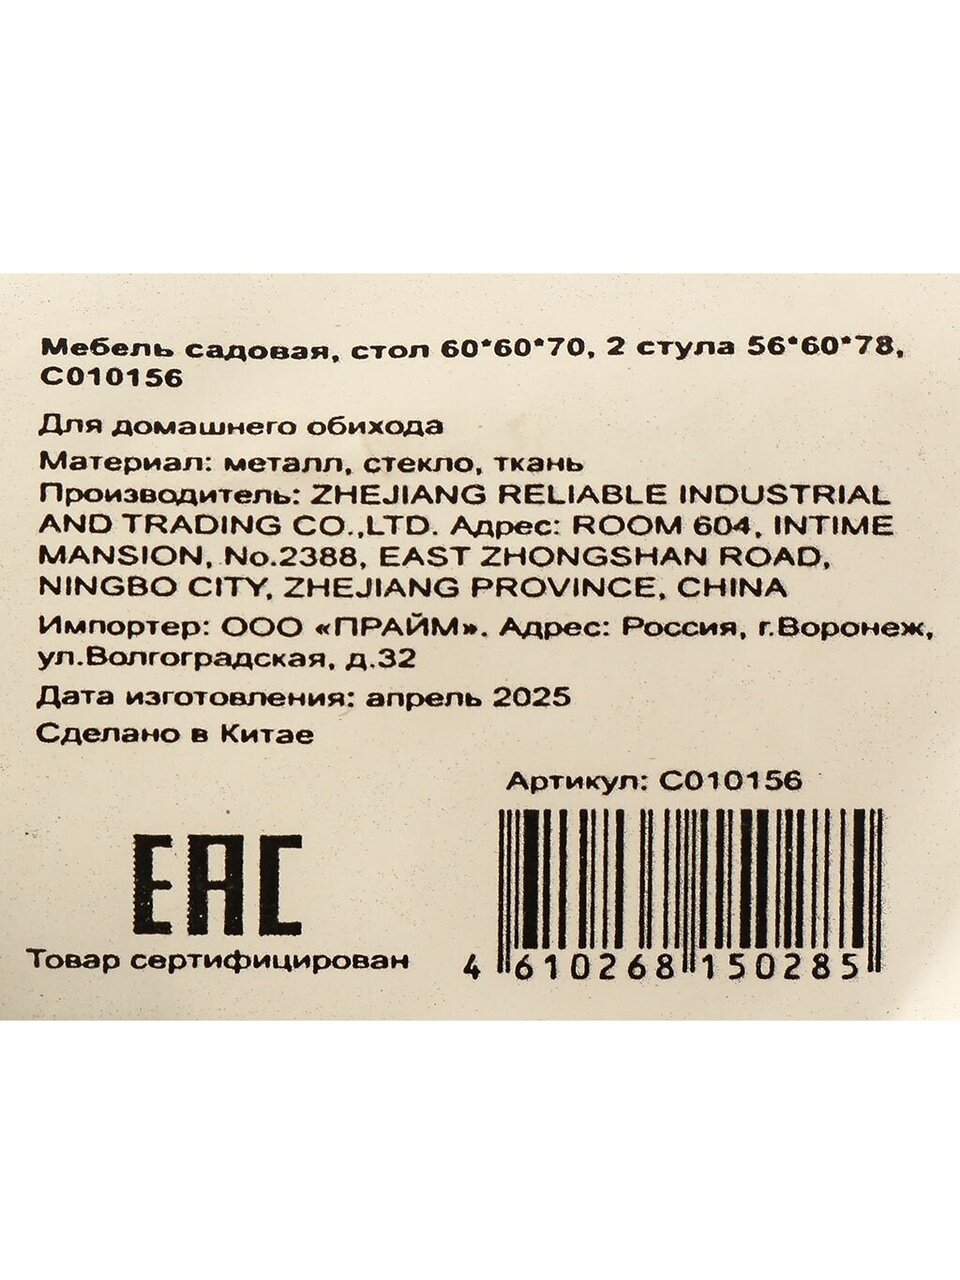 Мебель садовая, стол 60*60*70, 2 стула 56*60*78,
С010156
Для домашнего обихода
Материал: металл, стекло, ткань
Производитель: ZHEJIANG RELIABLE INDUSTRIAL
AND TRADING CO.,LTD. Адрес: ROOM 604, INTIME
MANSION, No.2388, EAST ZHONGSHAN ROAD,
NINGBO CITY, ZHEJIANG PROVINCE, CHINA
Импортер: ООО «ПРАЙМ». Адрес: Россия, г.Воронеж,
ул.Волгоградская, д.32
Дата изготовления: апрель 2025
Сделано в Китае
Артикул: С010156
EAC
Товар сертифицирован
4 610268 150285